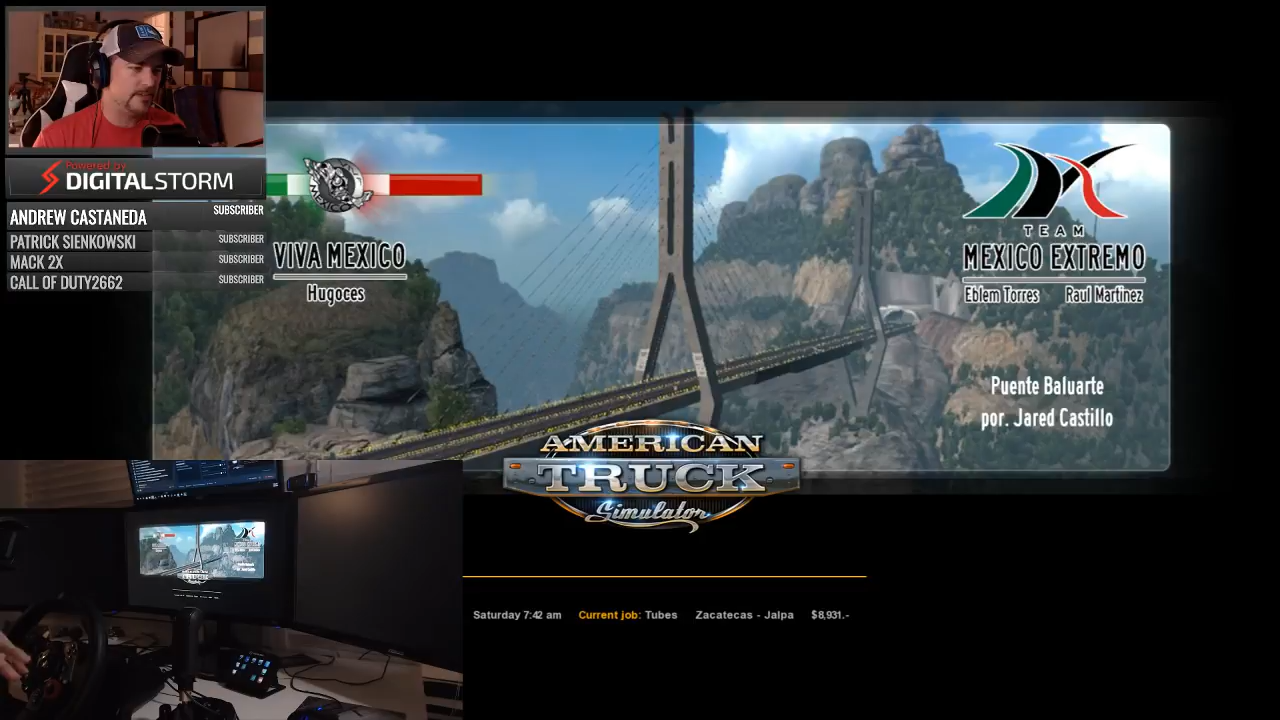 Powered by
DIGITALSTORM
ANDREW CASTANEDA SUBSCRIBER
PATRICK SIENKOWSKI SUBSCRIBER
MACK 2X SUBSCRIBER
CALL OF DUTY2662 SUBSCRIBER
VIVA MEXICO
Hugoces
TEAM
MEXICO EXTREMO
Eblem Torres Raul Martinez
Puente Baluarte
por. Jared Castillo
AMERICAN
TRUCK
Simulator
Saturday 7:42 am Current job: Tubes Zacatecas - Jalpa $8,931.-